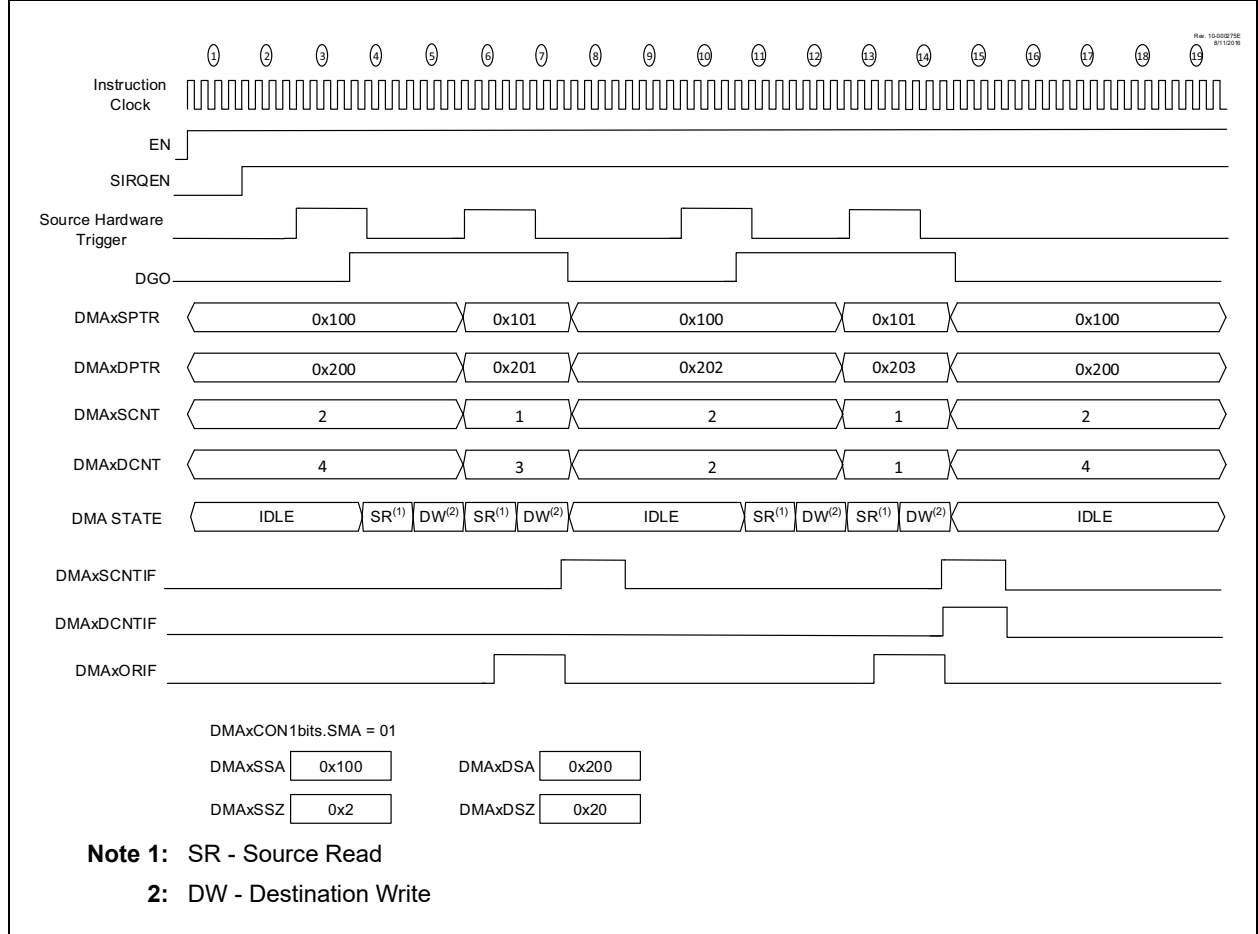 Rev. 10-000275E
8/11/2016
1 2 3 4 5 6 7 8 9 10 11 12 13 14 15 16 17 18 19
Instruction
Clock
EN
SIRQEN
Source Hardware
Trigger
DGO
DMAxSPTR 0x100 0x101 0x100 0x101 0x100
DMAxDPTR 0x200 0x201 0x202 0x203 0x200
DMAxSCNT 2 1 2 1 2
DMAxDCNT 4 3 2 1 4
DMA STATE IDLE SR(1) DW(2) SR(1) DW(2) IDLE SR(1) DW(2) SR(1) DW(2) IDLE
DMAxSCNTIF
DMAxDCNTIF
DMAxORIF
DMAxCON1bits.SMA = 01
DMAxSSA 0x100 DMAxDSA 0x200
DMAxSSZ 0x2 DMAxDSZ 0x20
Note 1: SR - Source Read
2: DW - Destination Write